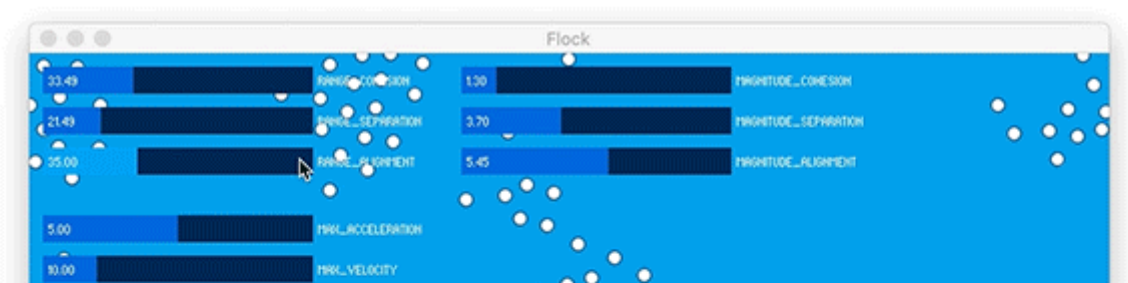 Flock
33.49 RANGE_COHESION 1.30 MAGNITUDE_COHESION
21.49 RANGE_SEPARATION 3.70 MAGNITUDE_SEPARATION
35.00 RANGE_ALIGNMENT 5.45 MAGNITUDE_ALIGNMENT
5.00 MAX_ACCELERATION
10.00 MAX_VELOCITY